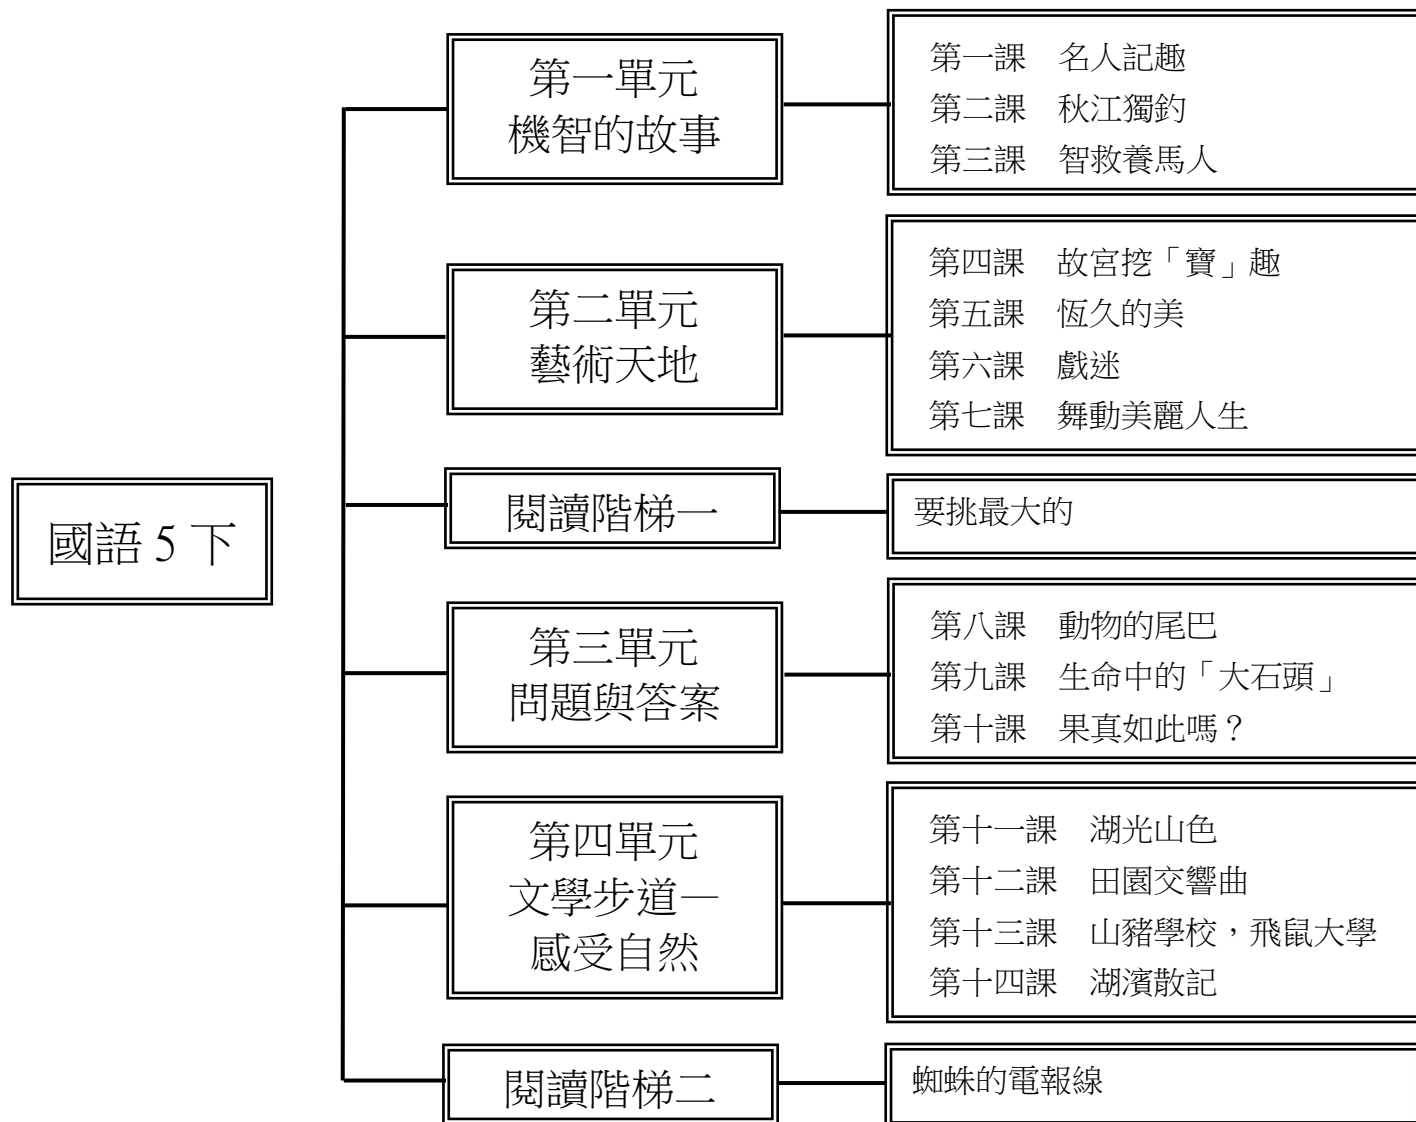 國語 5 下
第一單元
機智的故事
第一課　名人記趣
第二課　秋江獨釣
第三課　智救養馬人
第二單元
藝術天地
第四課　故宮挖「寶」趣
第五課　恆久的美
第六課　戲迷
第七課　舞動美麗人生
閱讀階梯一
要挑最大的
第三單元
問題與答案
第八課　動物的尾巴
第九課　生命中的「大石頭」
第十課　果真如此嗎？
第四單元
文學步道—
感受自然
第十一課　湖光山色
第十二課　田園交響曲
第十三課　山豬學校，飛鼠大學
第十四課　湖濱散記
閱讀階梯二
蜘蛛的電報線